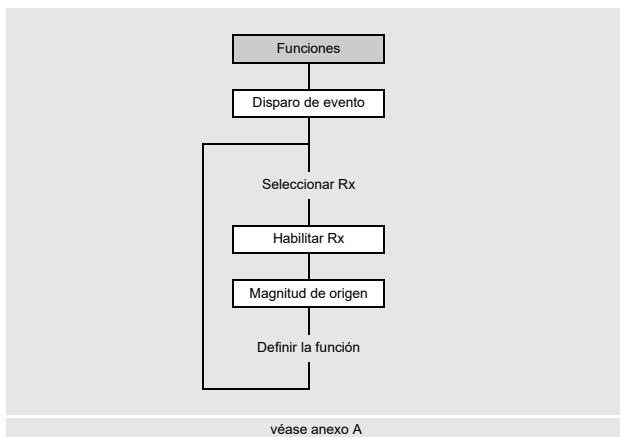 Funciones
Disparo de evento
Seleccionar Rx
Habilitar Rx
Magnitud de origen
Definir la función
véase anexo A